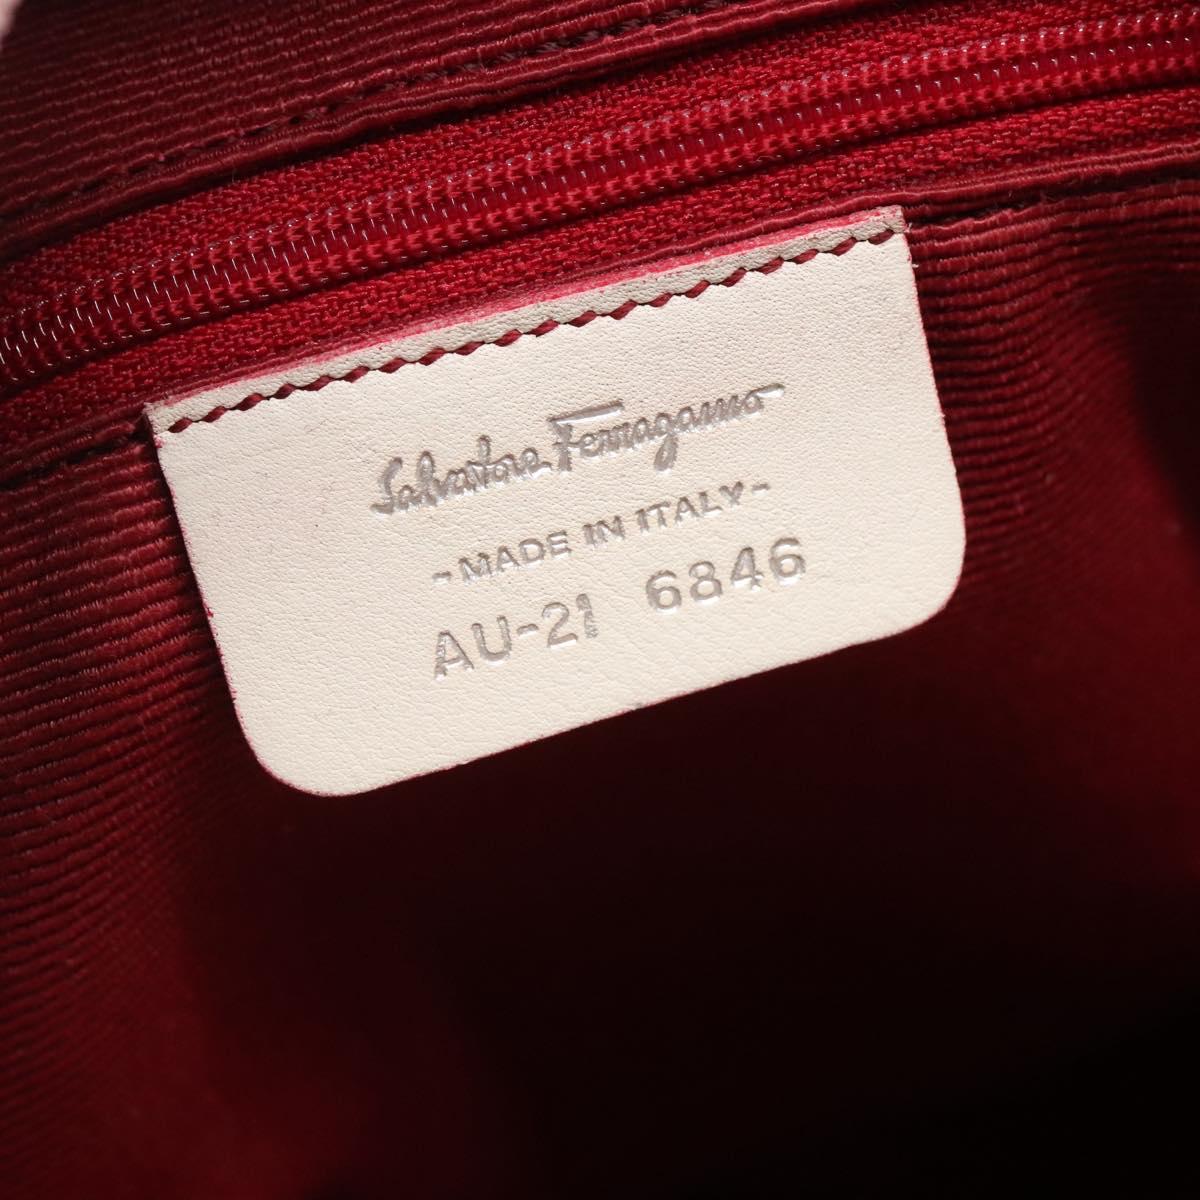 Salvatore Ferragamo
- MADE IN ITALY -
AU-21 6846